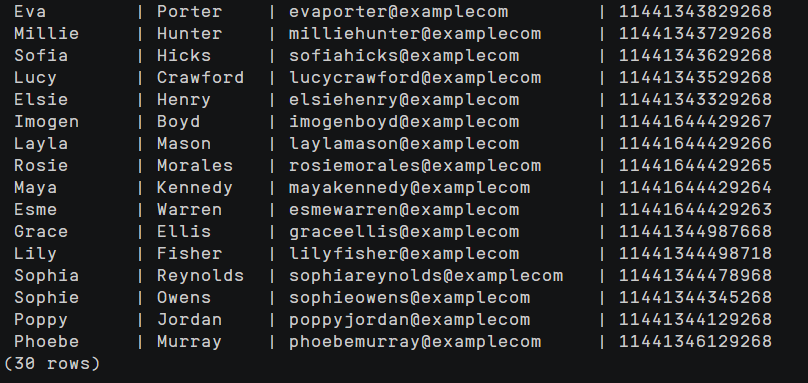 Eva | Porter | evaporter@examplecom | 11441343829268
Millie | Hunter | milliehunter@examplecom | 11441343729268
Sofia | Hicks | sofiahicks@examplecom | 11441343629268
Lucy | Crawford | lucycrawford@examplecom | 11441343529268
Elsie | Henry | elsiehenry@examplecom | 11441343329268
Imogen | Boyd | imogenboyd@examplecom | 11441644429267
Layla | Mason | laylamason@examplecom | 11441644429266
Rosie | Morales | rosiemorales@examplecom | 11441644429265
Maya | Kennedy | mayakennedy@examplecom | 11441644429264
Esme | Warren | esmewarren@examplecom | 11441644429263
Grace | Ellis | graceellis@examplecom | 11441344987668
Lily | Fisher | lilyfisher@examplecom | 11441344498718
Sophia | Reynolds | sophiareynolds@examplecom | 11441344478968
Sophie | Owens | sophieowens@examplecom | 11441344345268
Poppy | Jordan | poppyjordan@examplecom | 11441344129268
Phoebe | Murray | phoebemurray@examplecom | 11441346129268
(30 rows)